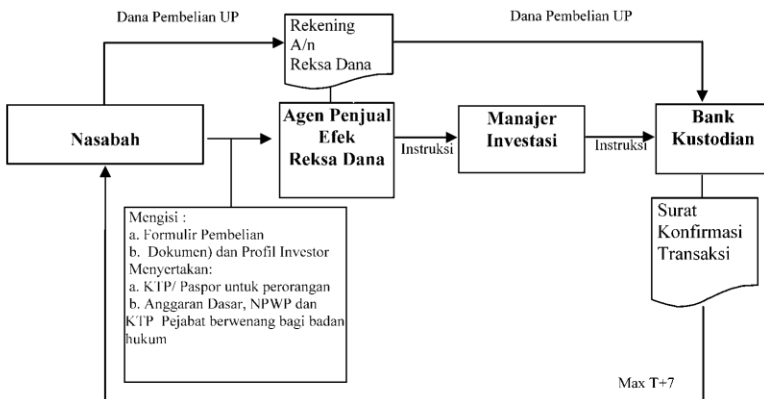 Dana Pembelian UP
Rekening
A/n
Reksa Dana
Dana Pembelian UP
Nasabah
Agen Penjual
Efek
Reksa Dana
Instruksi
Manajer
Investasi
Instruksi
Bank
Kustodian
Mengisi :
a. Formulir Pembelian
b. Dokumen) dan Profil Investor
Menyertakan:
a. KTP/ Paspor untuk perorangan
b. Anggaran Dasar, NPWP dan
KTP Pejabat berwenang bagi badan
hukum
Surat
Konfirmasi
Transaksi
Max T+7